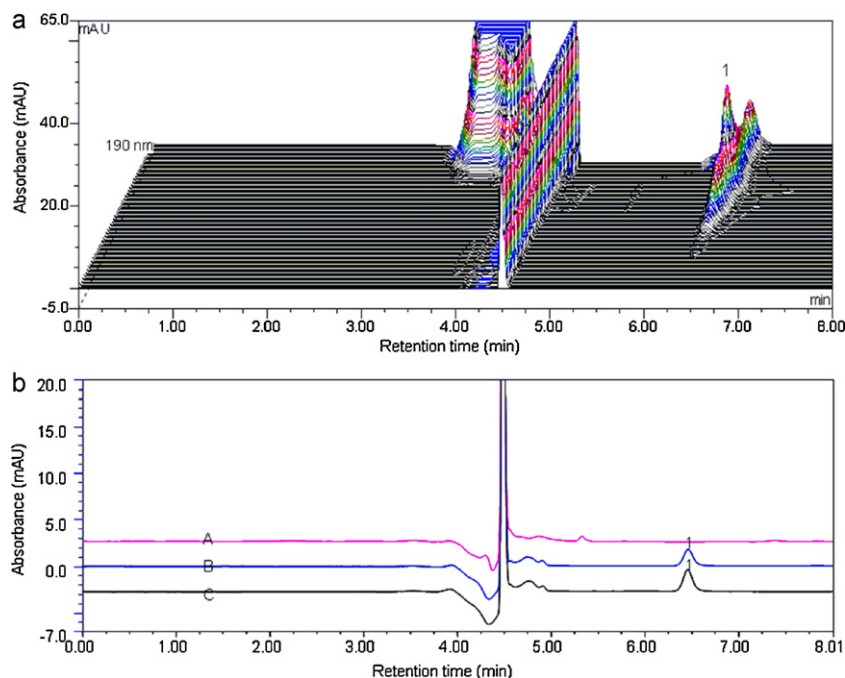 a
65.0
mAU
1
Absorbance (mAU)
40.0
190 nm
20.0
-5.0
min
0.00 1.00 2.00 3.00 4.00 5.00 6.00 7.00 8.00
Retention time (min)
b
20.0
15.0
Absorbance (mAU)
10.0
5.0
A
1
0.0
B
1
C
-7.0
0.00 1.00 2.00 3.00 4.00 5.00 6.00 7.00 8.01
Retention time (min)